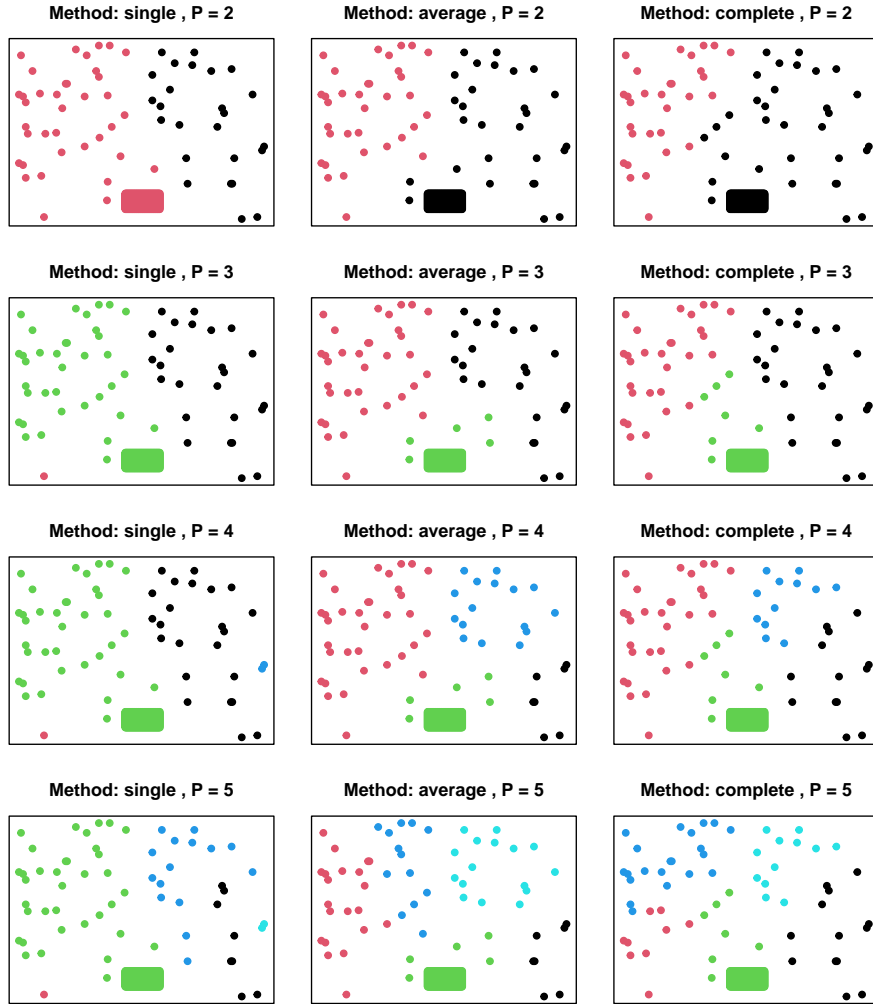 Method: single , P = 2
Method: average , P = 2
Method: complete , P = 2
Method: single , P = 3
Method: average , P = 3
Method: complete , P = 3
Method: single , P = 4
Method: average , P = 4
Method: complete , P = 4
Method: single , P = 5
Method: average , P = 5
Method: complete , P = 5